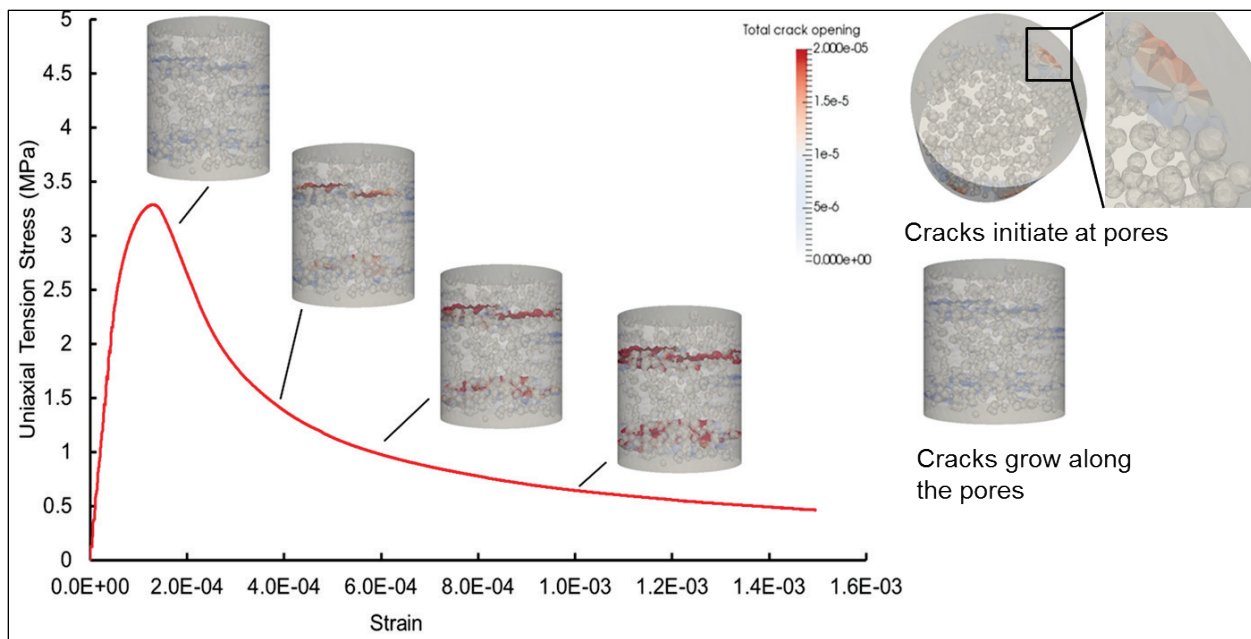 5
4.5
4
3.5
3
2.5
2
1.5
1
0.5
0
Uniaxial Tension Stress (MPa)
0.0E+00 2.0E-04 4.0E-04 6.0E-04 8.0E-04 1.0E-03 1.2E-03 1.4E-03 1.6E-03
Strain
Total crack opening
2.000e-05
1.5e-5
1e-5
5e-6
0.000e+00
Cracks initiate at pores
Cracks grow along
the pores